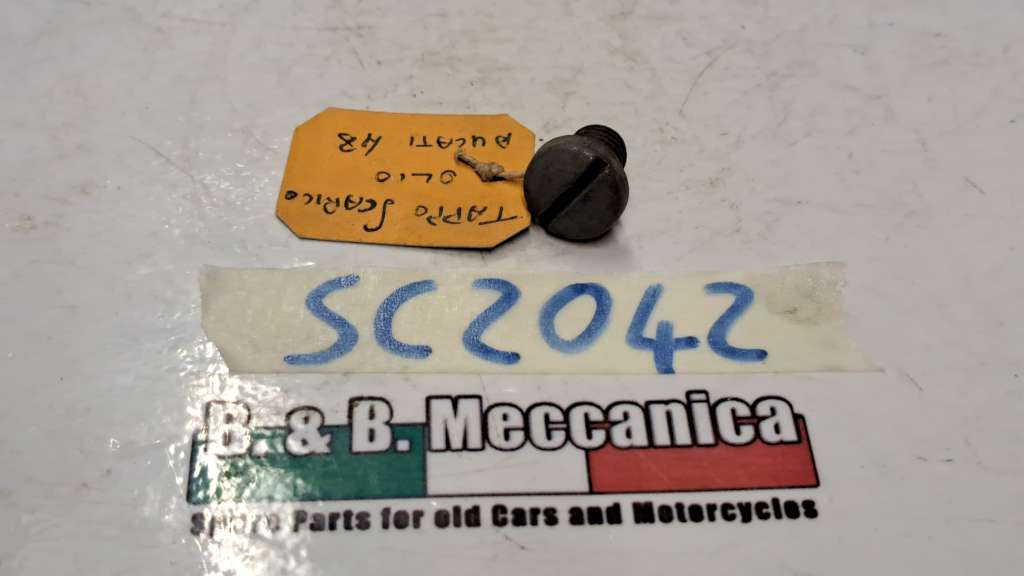 TAPPO SCARICO
OLIO
DUCATI 48
SC2042
B. & B. Meccanica
Spare Parts for old Cars and Motorcycles